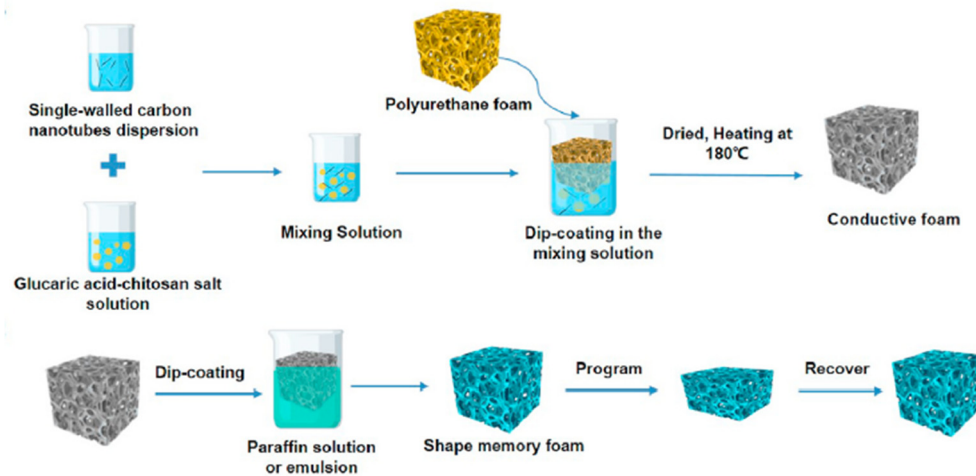 Single-walled carbon
nanotubes dispersion
+
Glucaric acid-chitosan salt
solution
Mixing Solution
Polyurethane foam
Dip-coating in the
mixing solution
Dried, Heating at
180℃
Conductive foam
Dip-coating
Paraffin solution
or emulsion
Shape memory foam
Program
Recover